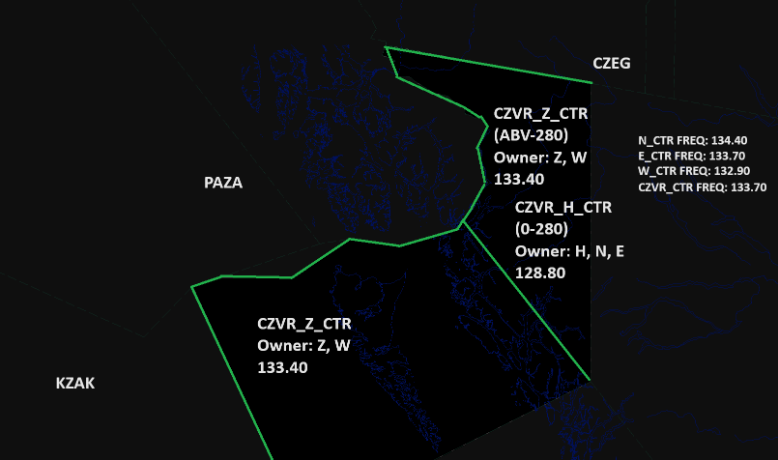 CZEG
CZVR_Z_CTR
(ABV-280)
Owner: Z, W
133.40
N_CTR FREQ: 134.40
E_CTR FREQ: 133.70
W_CTR FREQ: 132.90
CZVR_CTR FREQ: 133.70
PAZA
CZVR_H_CTR
(0-280)
Owner: H, N, E
128.80
CZVR_Z_CTR
Owner: Z, W
133.40
KZAK